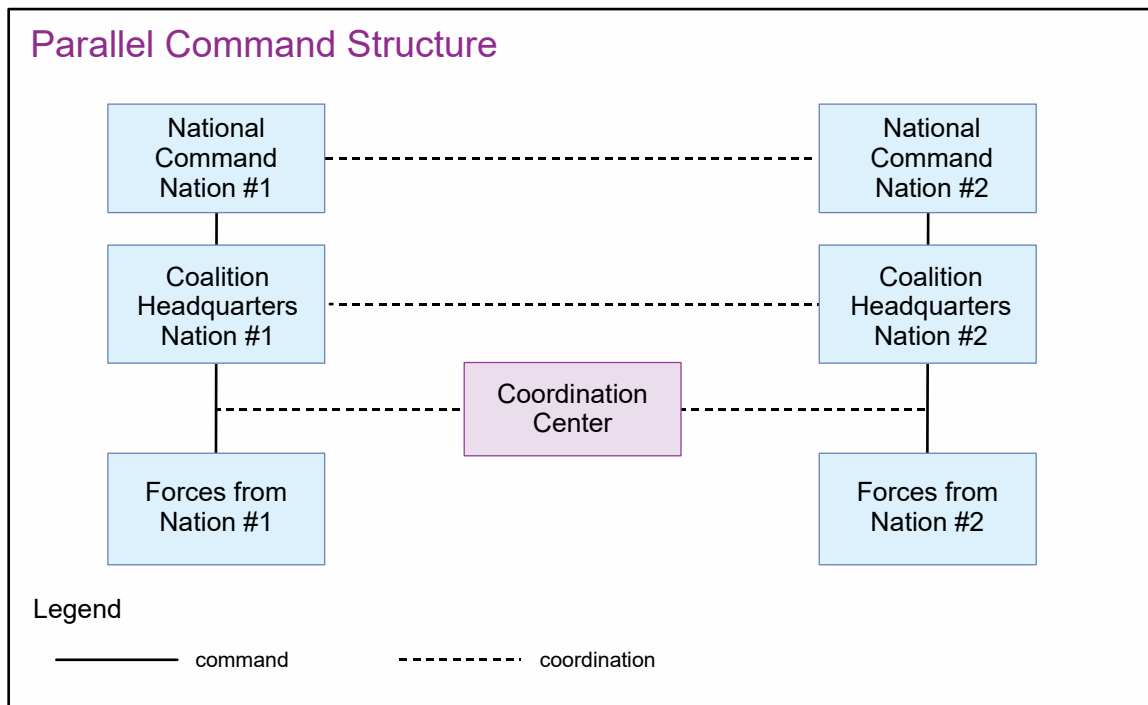 Parallel Command Structure
National
Command
Nation #1
National
Command
Nation #2
Coalition
Headquarters
Nation #1
Coalition
Headquarters
Nation #2
Coordination
Center
Forces from
Nation #1
Forces from
Nation #2
Legend
command
coordination